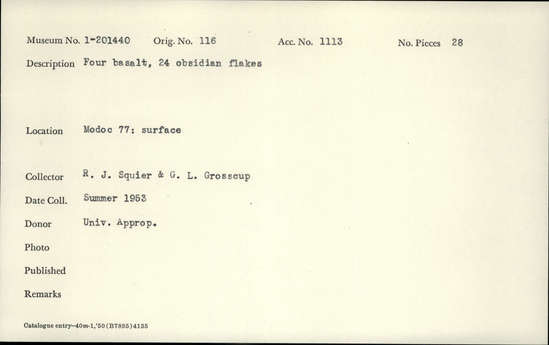 Museum No. 1-201440 Orig. No. 116 Acc. No. 1113 No. Pieces 28
Description Four basalt, 24 obsidian flakes
Location Modoc 77: surface
Collector R. J. Squier & G. L. Grosscup
Date Coll. Summer 1953
Donor Univ. Approp.
Photo
Published
Remarks
Catalogue entry—40m-1,'50(B7895)4135